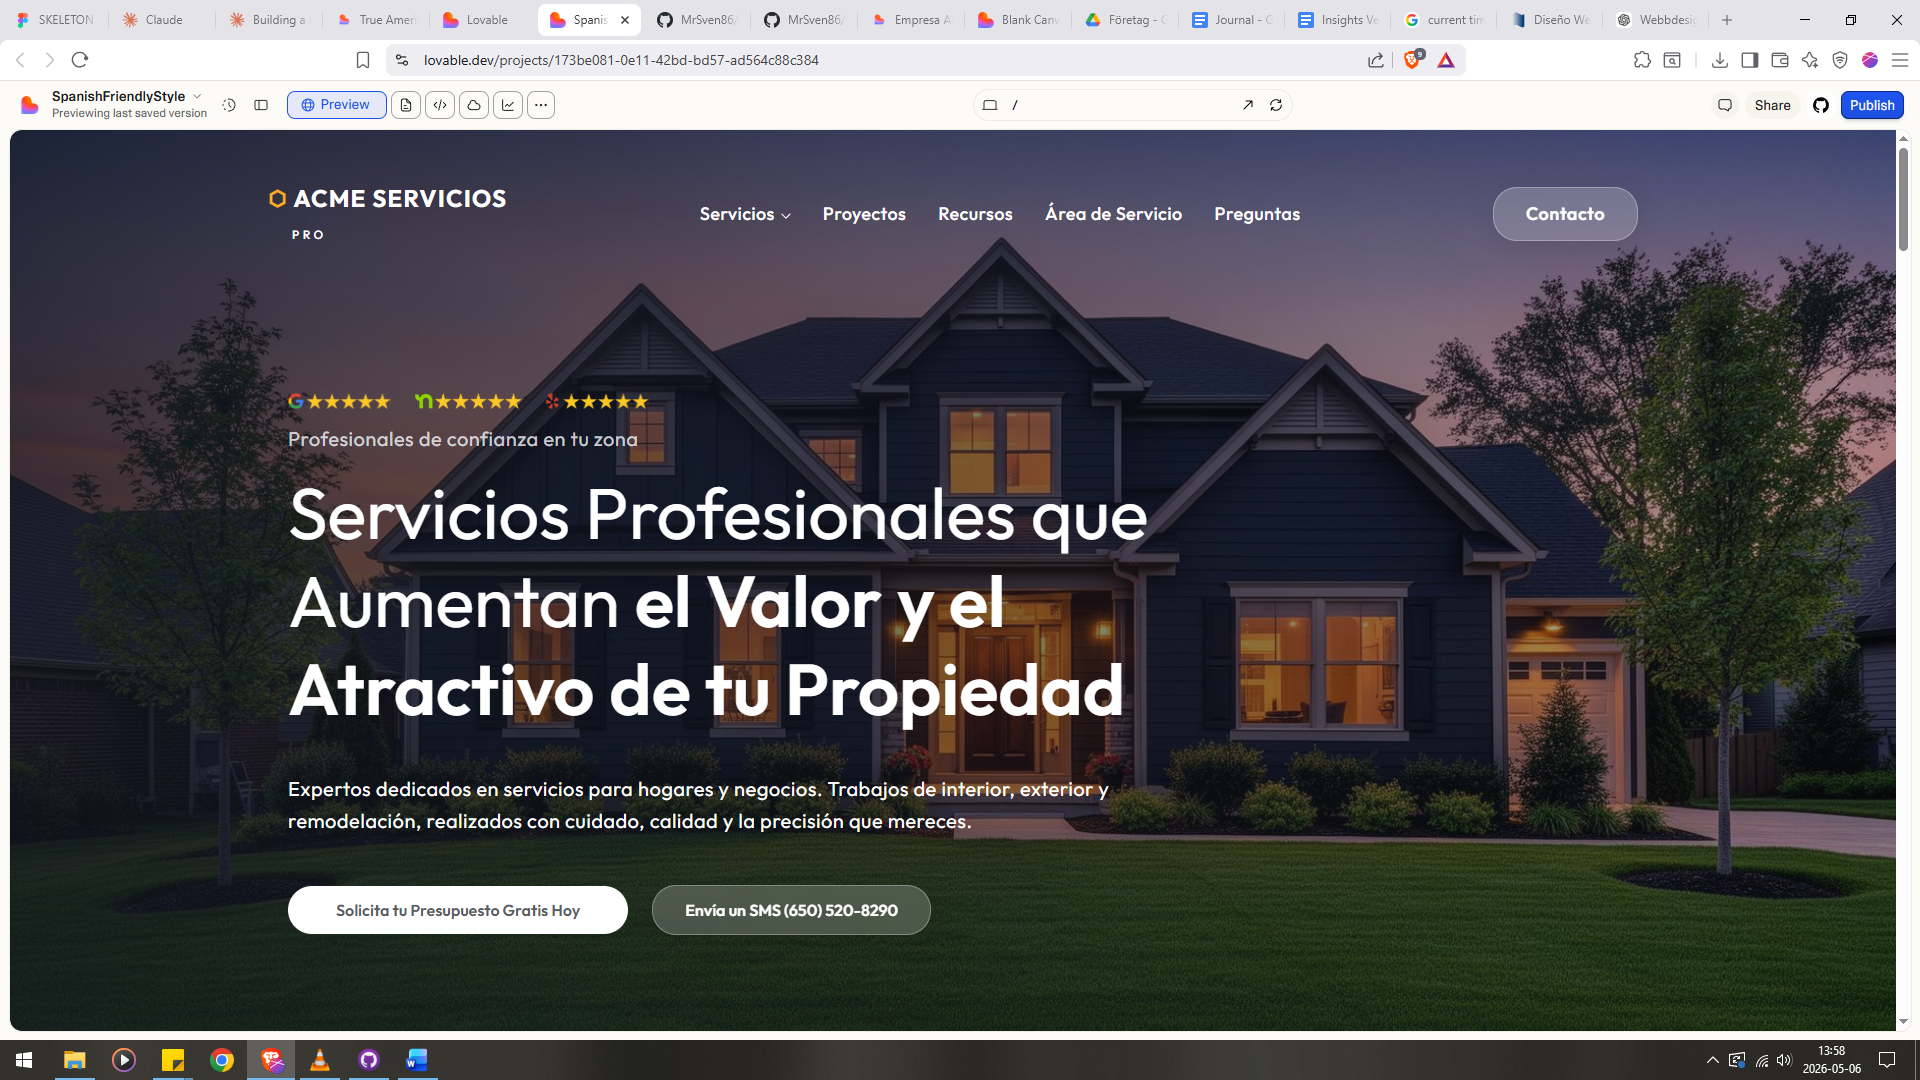 SKELETON
Claude
Building a
True Ameri
Lovable
Spanis
MrSven86/
MrSven86/
Empresa A
Blank Canv
Företag - G
Journal - G
Insights Ve
current tim
Diseño We
Webbdesig
lovable.dev/projects/173be081-0e11-42bd-bd57-ad564c88c384
9
SpanishFriendlyStyle
Previewing last saved version
Preview
/
Share
Publish
ACME SERVICIOS
PRO
Servicios
Proyectos
Recursos
Área de Servicio
Preguntas
Contacto
Profesionales de confianza en tu zona
Servicios Profesionales que
Aumentan el Valor y el
Atractivo de tu Propiedad
Expertos dedicados en servicios para hogares y negocios. Trabajos de interior, exterior y
remodelación, realizados con cuidado, calidad y la precisión que mereces.
Solicita tu Presupuesto Gratis Hoy
Envía un SMS (650) 520-8290
13:58
2026-05-06